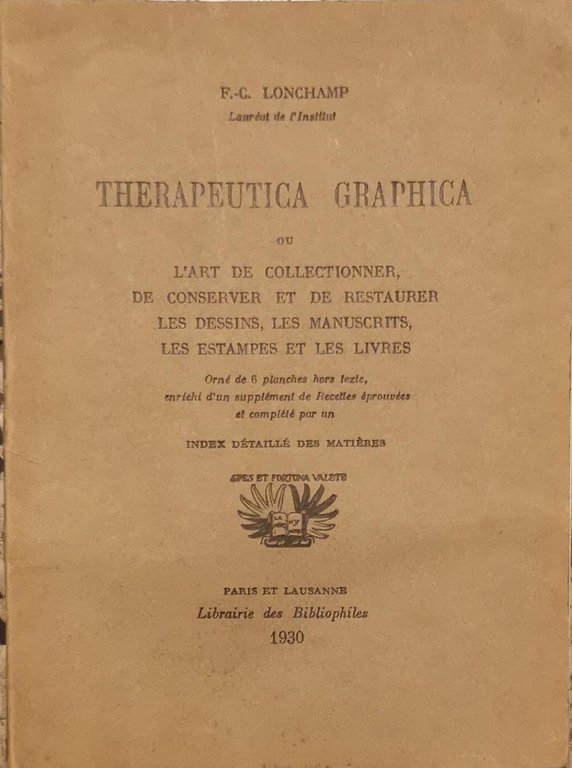 F.-C. LONCHAMP
Lauréat de l'Institut
THERAPEUTICA GRAPHICA
OU
L'ART DE COLLECTIONNER,
DE CONSERVER ET DE RESTAURER
LES DESSINS, LES MANUSCRITS,
LES ESTAMPES ET LES LIVRES
Orné de 6 planches hors texte,
enrichi d'un supplément de Recettes éprouvées
et complété par un
INDEX DÉTAILLÉ DES MATIÈRES
SPES ET FORTUNA VALETE
PARIS ET LAUSANNE
Librairie des Bibliophiles
1930